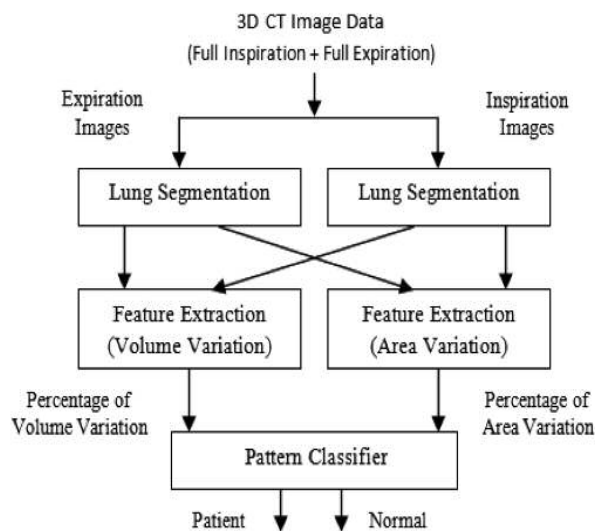 3D CT Image Data
(Full Inspiration + Full Expiration)
Expiration
Images
Inspiration
Images
Lung Segmentation
Lung Segmentation
Feature Extraction
(Volume Variation)
Feature Extraction
(Area Variation)
Percentage of
Volume Variation
Percentage of
Area Variation
Pattern Classifier
Patient
Normal